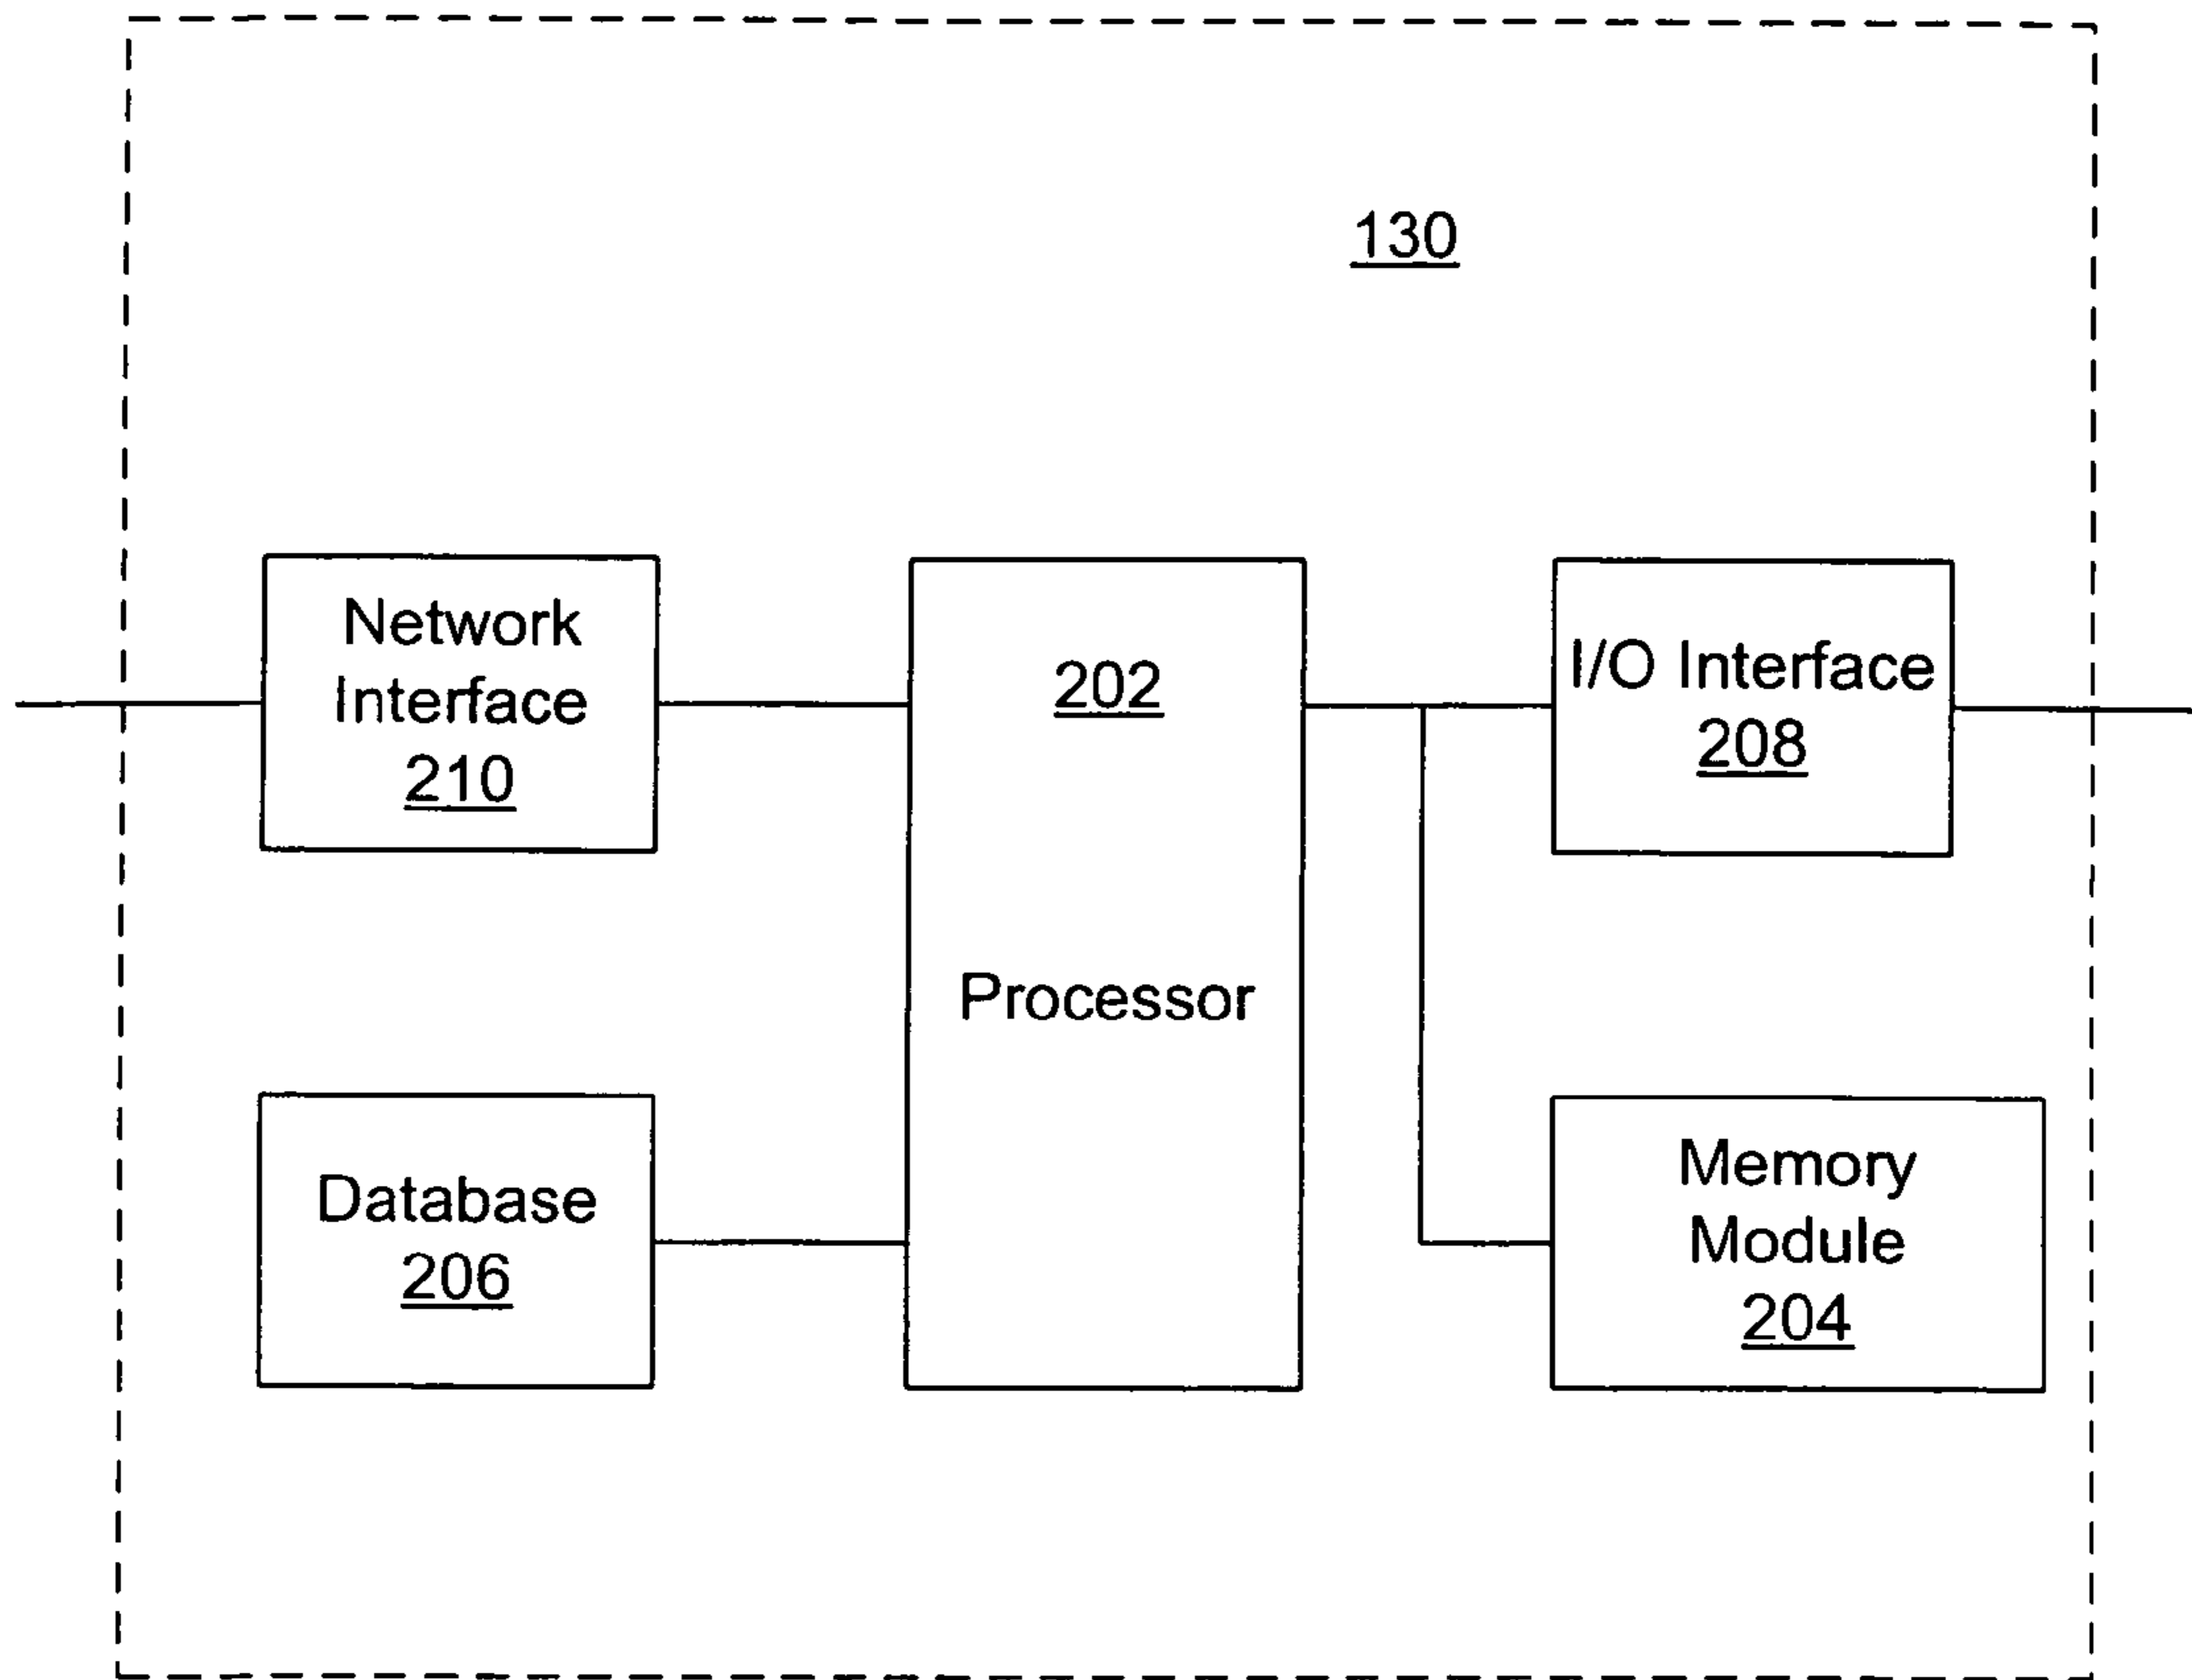 130
Network
Interface
210
202
Processor
I/O Interface
208
Database
206
Memory
Module
204